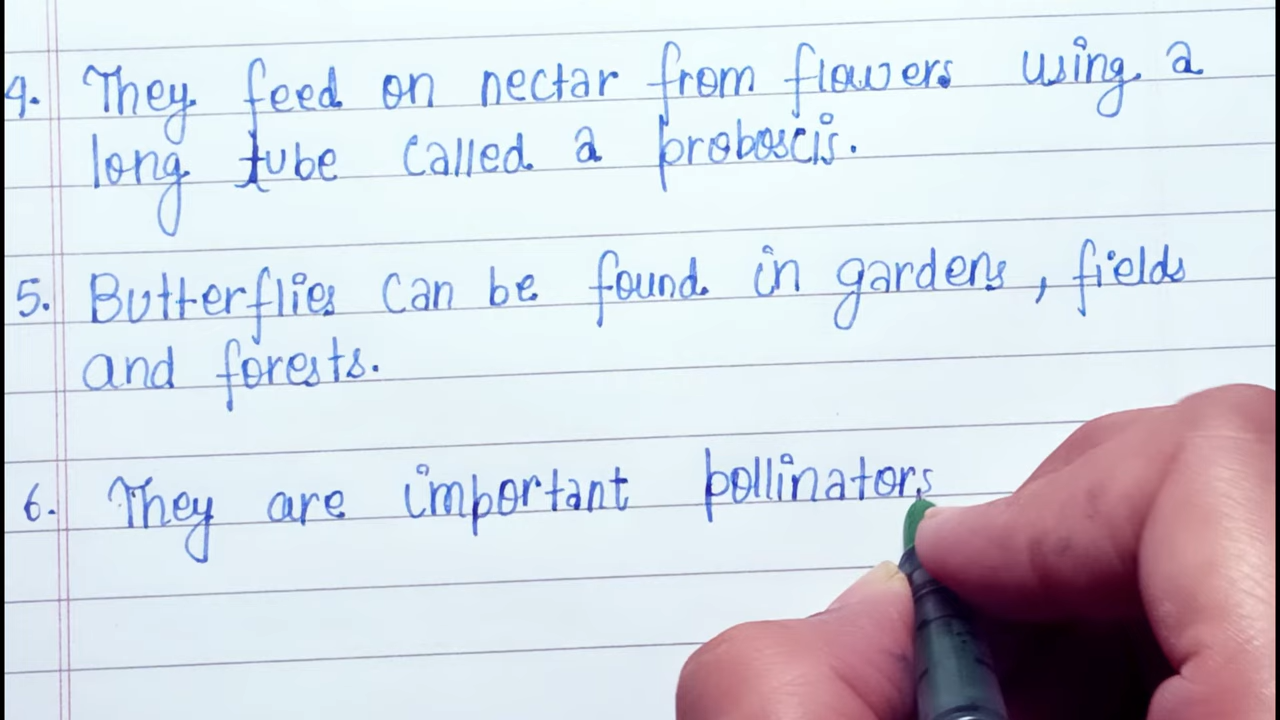 4. They feed on nectar from flowers using a
long tube called a proboscis.
5. Butterflies can be found in gardens, fields
and forests.
6. They are important pollinators